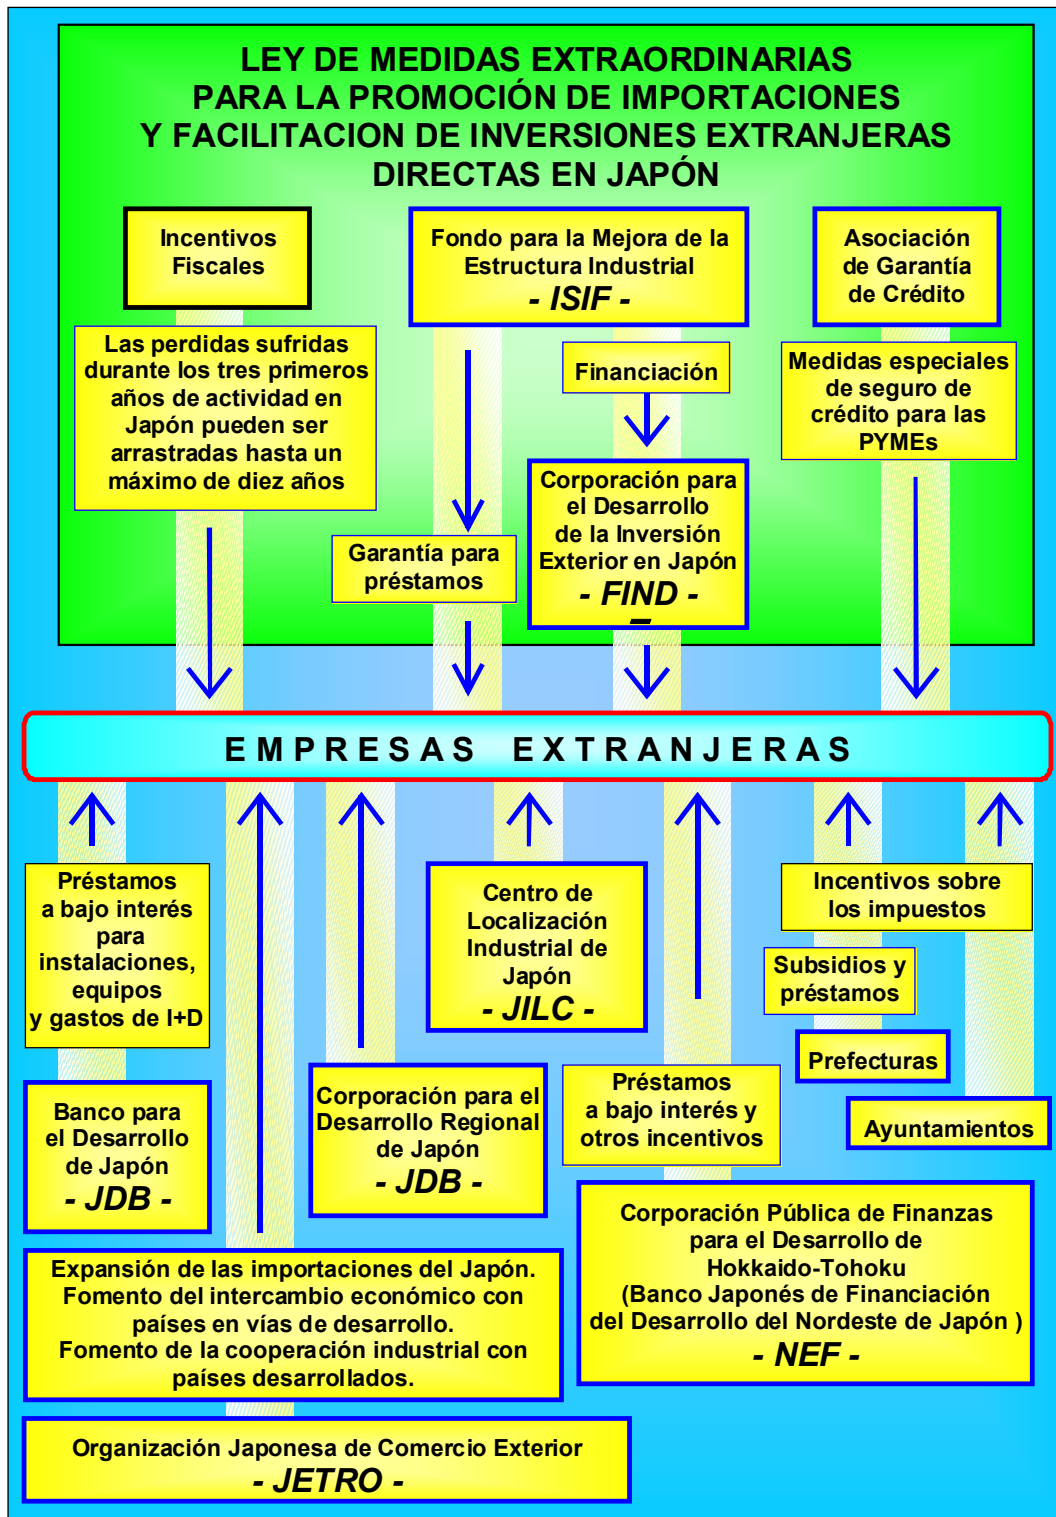 LEY DE MEDIDAS EXTRAORDINARIAS
PARA LA PROMOCIÓN DE IMPORTACIONES
Y FACILITACION DE INVERSIONES EXTRANJERAS
DIRECTAS EN JAPÓN
Incentivos
Fiscales
Fondo para la Mejora de la
Estructura Industrial
- ISIF -
Asociación
de Garantía
de Crédito
Las perdidas sufridas
durante los tres primeros
años de actividad en
Japón pueden ser
arrastradas hasta un
máximo de diez años
Financiación
Medidas especiales
de seguro de
crédito para las
PYMEs
Garantía para
préstamos
Corporación para
el Desarrollo
de la Inversión
Exterior en Japón
- FIND -
EMPRESAS EXTRANJERAS
Préstamos
a bajo interés
para
instalaciones,
equipos
y gastos de I+D
Centro de
Localización
Industrial de
Japón
- JILC -
Incentivos sobre
los impuestos
Subsidios y
préstamos
Prefecturas
Ayuntamientos
Banco para
el Desarrollo
de Japón
- JDB -
Corporación para el
Desarrollo Regional
de Japón
- JDB -
Préstamos
a bajo interés y
otros incentivos
Corporación Pública de Finanzas
para el Desarrollo de
Hokkaido-Tohoku
(Banco Japonés de Financiación
del Desarrollo del Nordeste de Japón )
- NEF -
Expansión de las importaciones del Japón.
Fomento del intercambio económico con
países en vías de desarrollo.
Fomento de la cooperación industrial con
países desarrollados.
Organización Japonesa de Comercio Exterior
- JETRO -